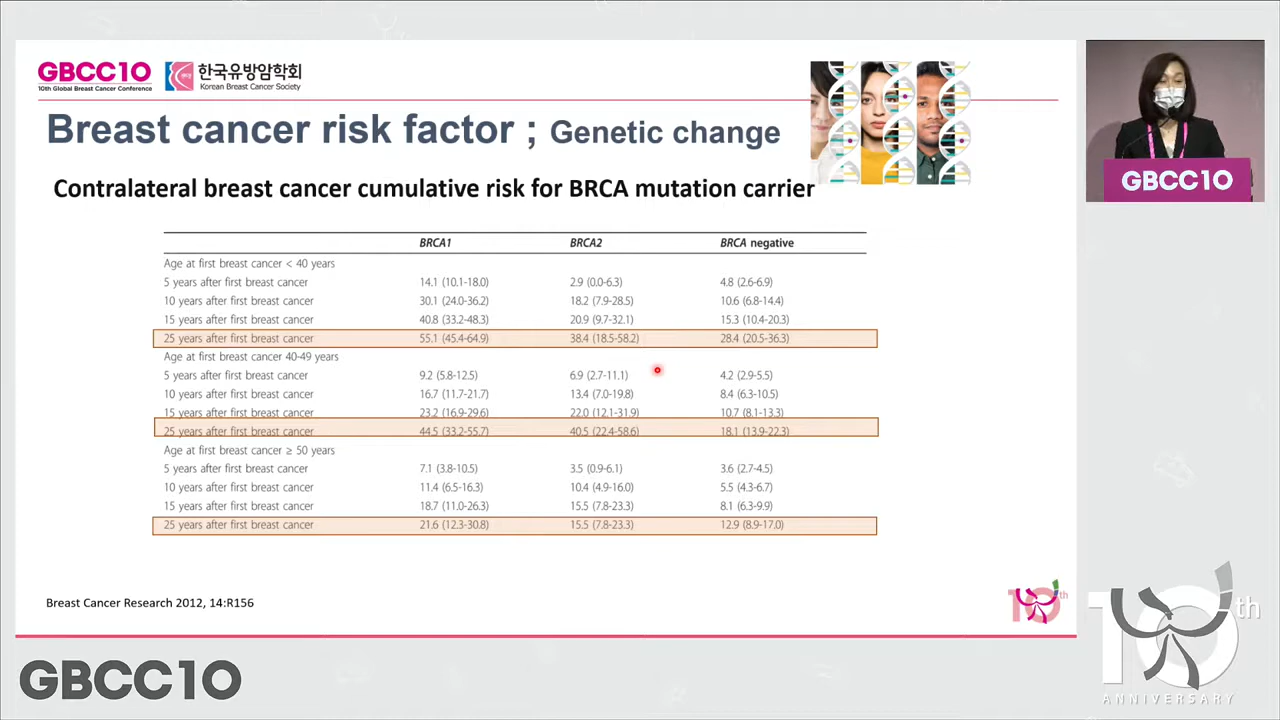 GBCC10
10th Global Breast Cancer Conference
한국유방암학회
Korean Breast Cancer Society
Breast cancer risk factor ; Genetic change
Contralateral breast cancer cumulative risk for BRCA mutation carrier
BRCA1 BRCA2 BRCA negative
Age at first breast cancer < 40 years
5 years after first breast cancer 14.1 (10.1-18.0) 2.9 (0.0-6.3) 4.8 (2.6-6.9)
10 years after first breast cancer 30.1 (24.0-36.2) 18.2 (7.9-28.5) 10.6 (6.8-14.4)
15 years after first breast cancer 40.8 (33.2-48.3) 20.9 (9.7-32.1) 15.3 (10.4-20.3)
25 years after first breast cancer 55.1 (45.4-64.9) 38.4 (18.5-58.2) 28.4 (20.5-36.3)
Age at first breast cancer 40-49 years
5 years after first breast cancer 9.2 (5.8-12.5) 6.9 (2.7-11.1) 4.2 (2.9-5.5)
10 years after first breast cancer 16.7 (11.7-21.7) 13.4 (7.0-19.8) 8.4 (6.3-10.5)
15 years after first breast cancer 23.2 (16.9-29.6) 22.0 (12.1-31.9) 10.7 (8.1-13.3)
25 years after first breast cancer 44.5 (33.2-55.7) 40.5 (22.4-58.6) 18.1 (13.9-22.3)
Age at first breast cancer ≥ 50 years
5 years after first breast cancer 7.1 (3.8-10.5) 3.5 (0.9-6.1) 3.6 (2.7-4.5)
10 years after first breast cancer 11.4 (6.5-16.3) 10.4 (4.9-16.0) 5.5 (4.3-6.7)
15 years after first breast cancer 18.7 (11.0-26.3) 15.5 (7.8-23.3) 8.1 (6.3-9.9)
25 years after first breast cancer 21.6 (12.3-30.8) 15.5 (7.8-23.3) 12.9 (8.9-17.0)
Breast Cancer Research 2012, 14:R156
10th
GBCC10
GBCC10
10th
ANNIVERSARY